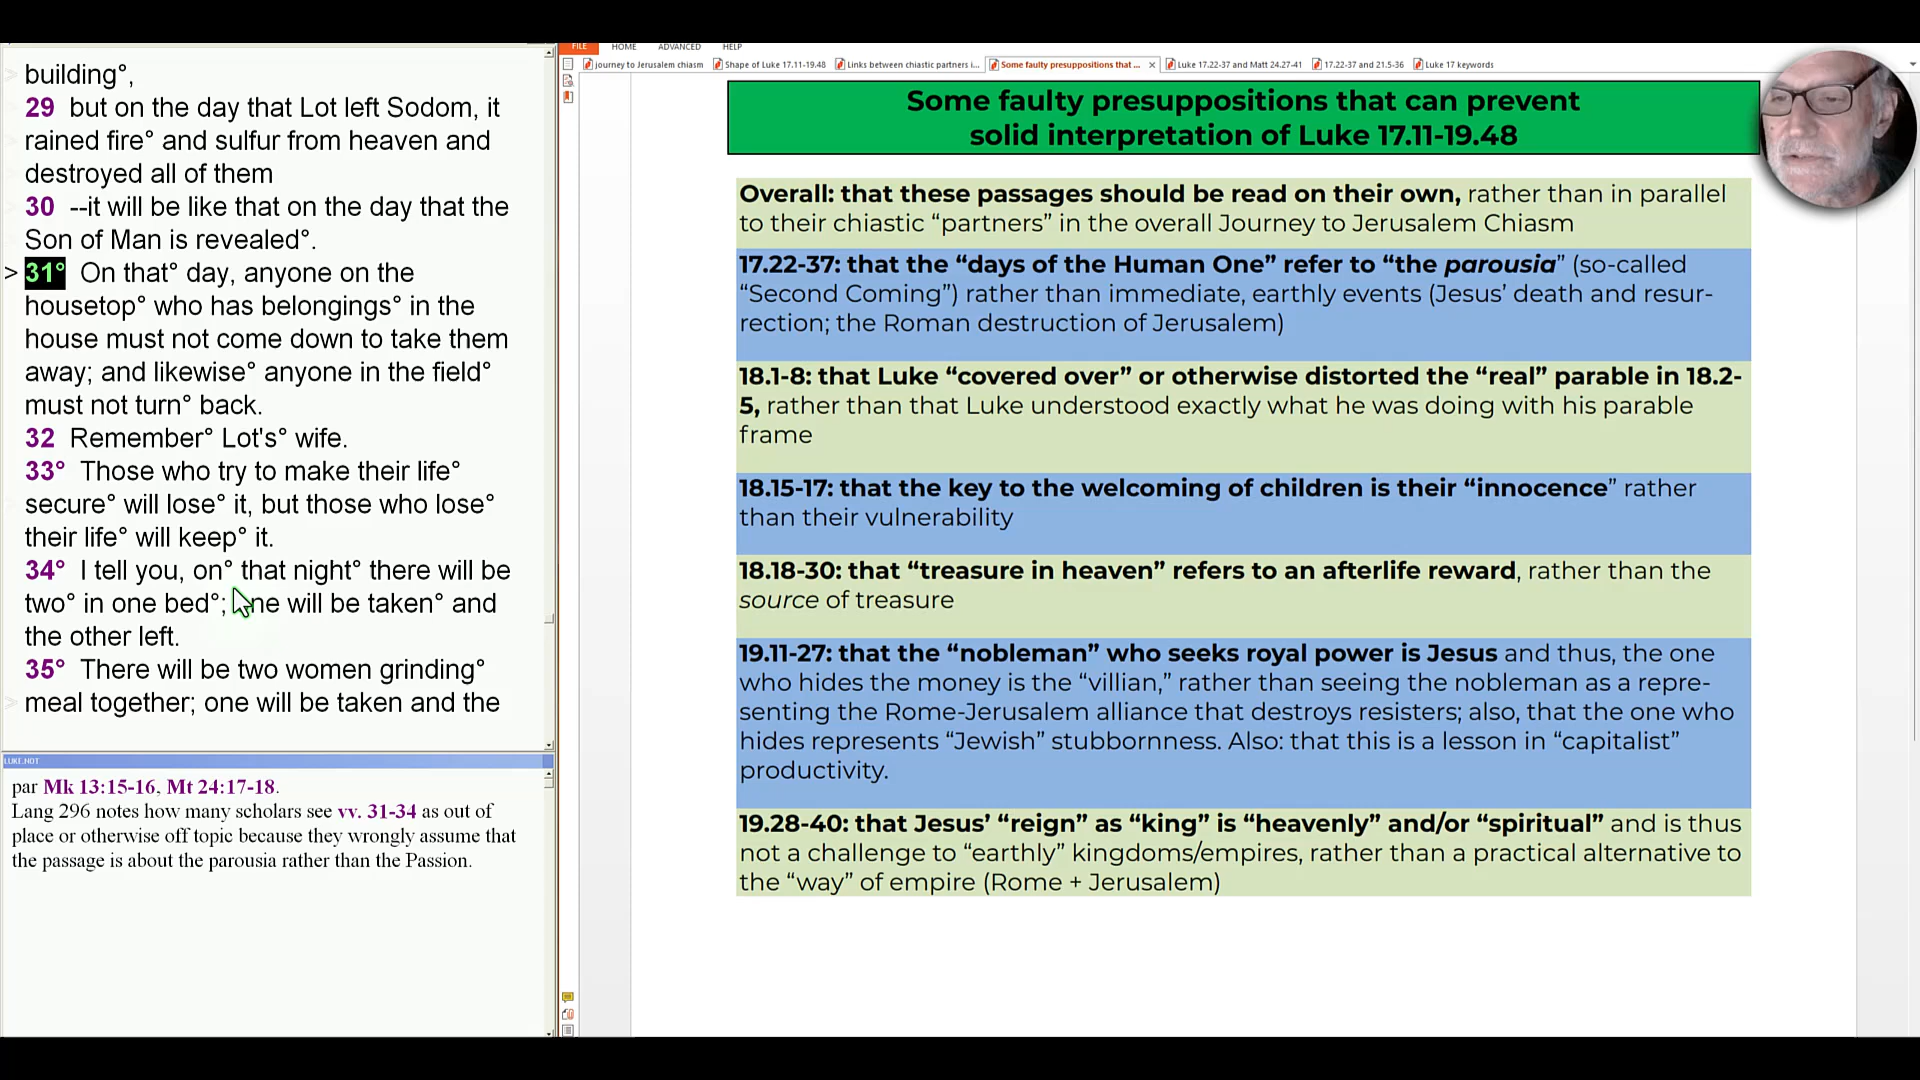 building°,
29 but on the day that Lot left Sodom, it
rained fire° and sulfur from heaven and
destroyed all of them
30 --it will be like that on the day that the
Son of Man is revealed°.
> 31° On that° day, anyone on the
housetop° who has belongings° in the
house must not come down to take them
away; and likewise° anyone in the field°
must not turn° back.
32 Remember° Lot's° wife.
33° Those who try to make their life°
secure° will lose° it, but those who lose°
their life° will keep° it.
34° I tell you, on° that night° there will be
two° in one bed°; one will be taken° and
the other left.
35° There will be two women grinding°
meal together; one will be taken and the
LUKE.NOT
par Mk 13:15-16, Mt 24:17-18.
Lang 296 notes how many scholars see vv. 31-34 as out of
place or otherwise off topic because they wrongly assume that
the passage is about the parousia rather than the Passion.
FILE HOME ADVANCED HELP
Journey to Jerusalem chiasm Shape of Luke 17.11-19.48 Links between chiastic partners i... Some faulty presuppositions that ... Luke 17.22-37 and Matt 24.27-41 17.22-37 and 21.5-36 Luke 17 keywords
Some faulty presuppositions that can prevent
solid interpretation of Luke 17.11-19.48
Overall: that these passages should be read on their own, rather than in parallel
to their chiastic “partners” in the overall Journey to Jerusalem Chiasm
17.22-37: that the “days of the Human One” refer to “the parousia” (so-called
“Second Coming”) rather than immediate, earthly events (Jesus’ death and resur-
rection; the Roman destruction of Jerusalem)
18.1-8: that Luke “covered over” or otherwise distorted the “real” parable in 18.2-
5, rather than that Luke understood exactly what he was doing with his parable
frame
18.15-17: that the key to the welcoming of children is their “innocence” rather
than their vulnerability
18.18-30: that “treasure in heaven” refers to an afterlife reward, rather than the
source of treasure
19.11-27: that the “nobleman” who seeks royal power is Jesus and thus, the one
who hides the money is the “villian,” rather than seeing the nobleman as a repre-
senting the Rome-Jerusalem alliance that destroys resisters; also, that the one who
hides represents “Jewish” stubbornness. Also: that this is a lesson in “capitalist”
productivity.
19.28-40: that Jesus’ “reign” as “king” is “heavenly” and/or “spiritual” and is thus
not a challenge to “earthly” kingdoms/empires, rather than a practical alternative to
the “way” of empire (Rome + Jerusalem)